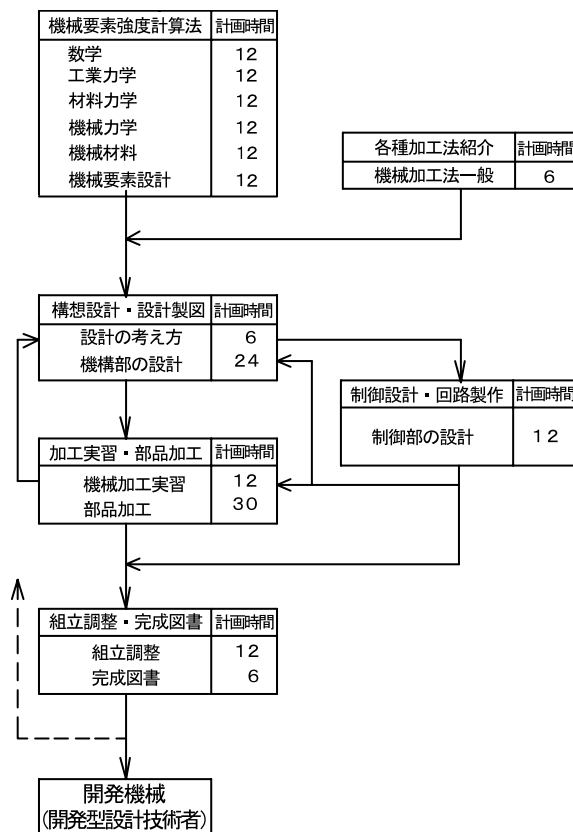 機械要素強度計算法 計画時間
数学 12
工業力学 12
材料力学 12
機械力学 12
機械材料 12
機械要素設計 12
各種加工法紹介 計画時間
機械加工法一般 6
構想設計・設計製図 計画時間
設計の考え方 6
機構部の設計 24
制御設計・回路製作 計画時間
制御部の設計 12
加工実習・部品加工 計画時間
機械加工実習 12
部品加工 30
組立調整・完成図書 計画時間
組立調整 12
完成図書 6
開発機械
(開発型設計技術者)